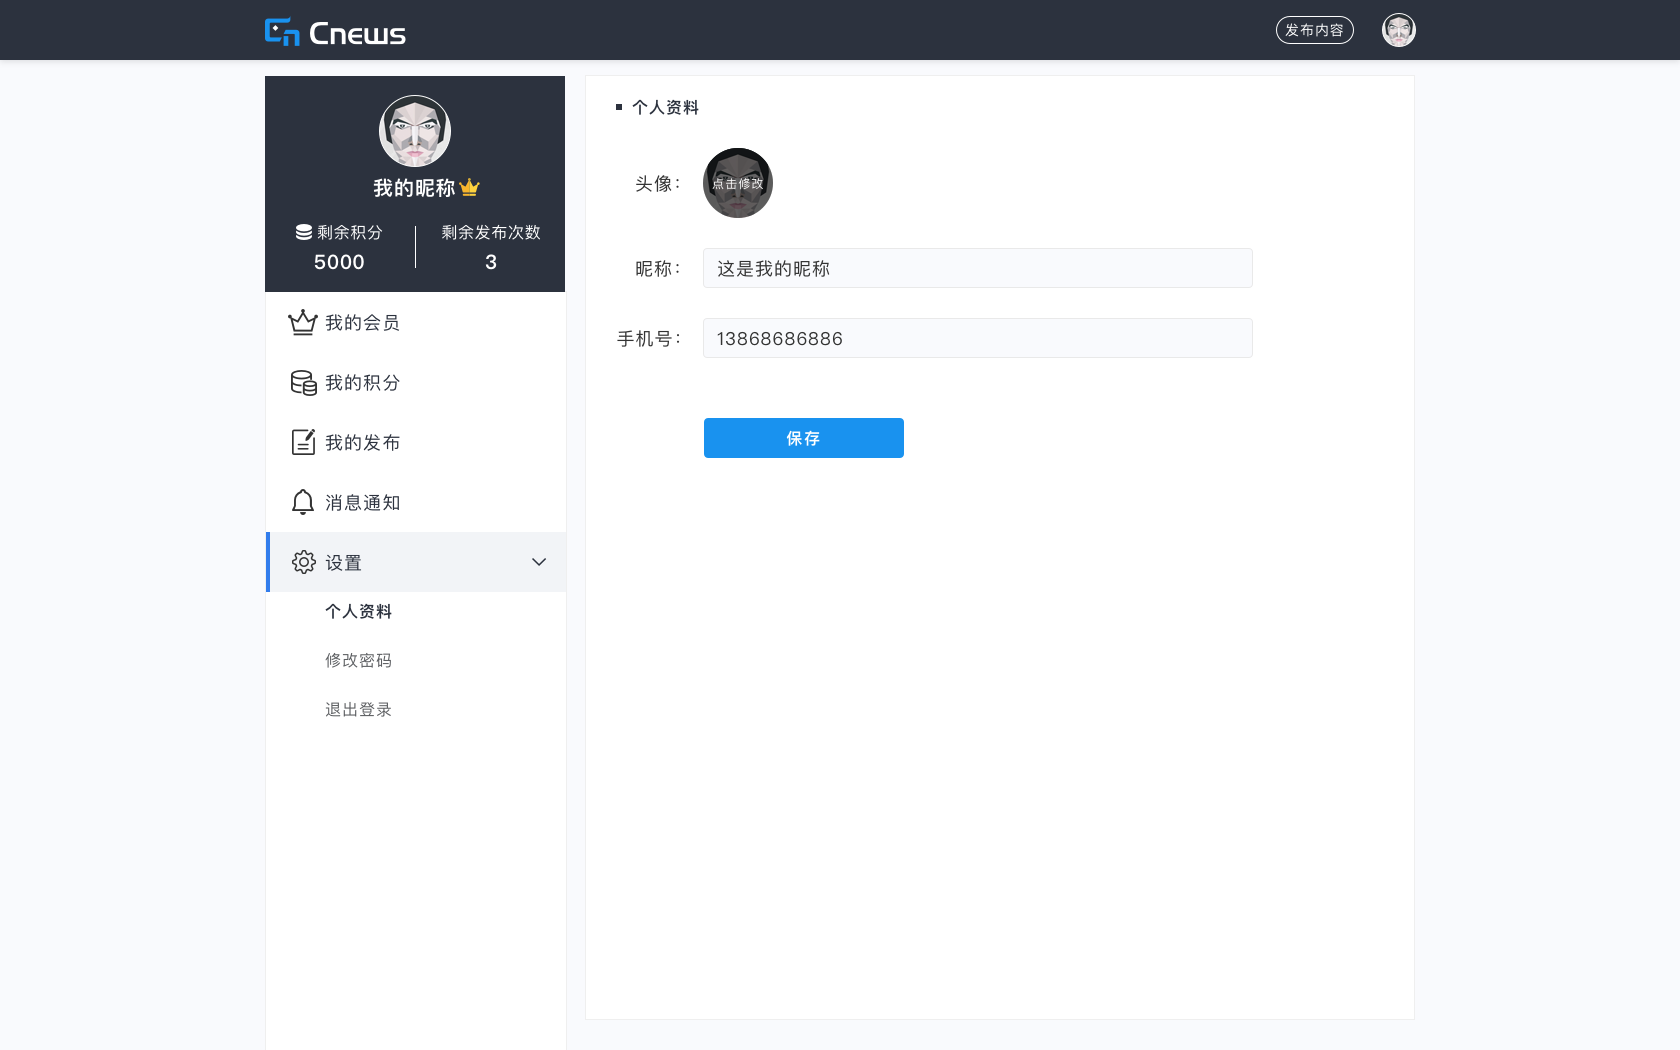 Cnews
发布内容
我的昵称
剩余积分
5000
剩余发布次数
3
我的会员
我的积分
我的发布
消息通知
设置
个人资料
修改密码
退出登录
个人资料
头像：
点击修改
昵称：
这是我的昵称
手机号：
13868686886
保存